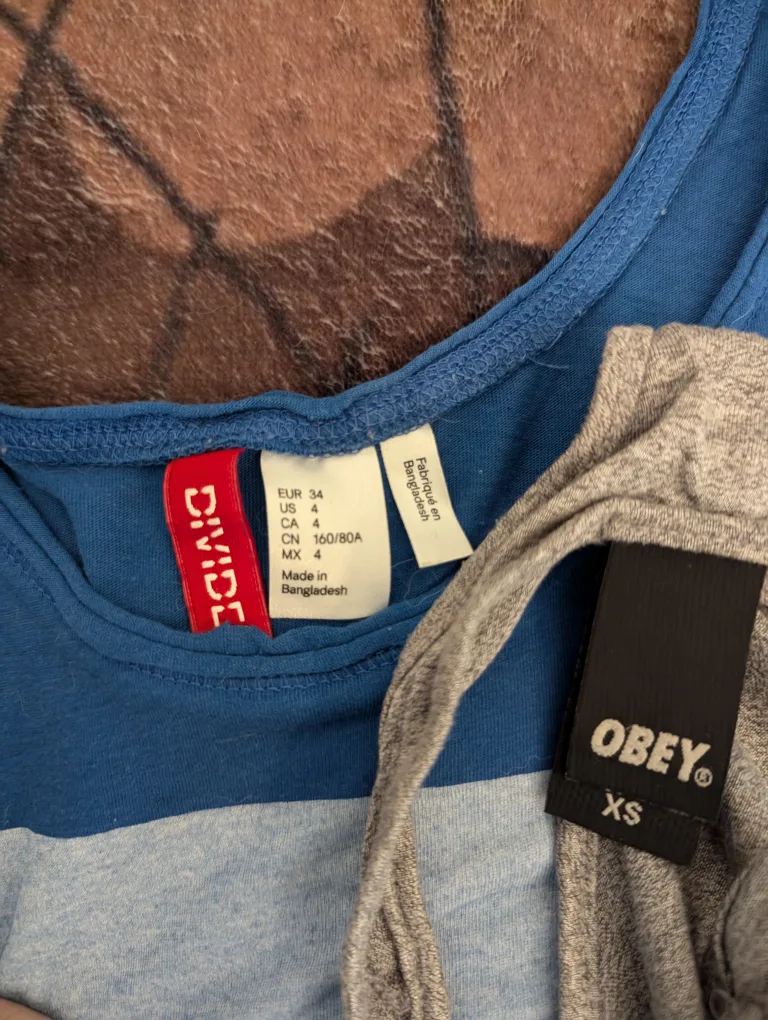 DIVIDE
EUR 34
US 4
CA 4
CN 160/80A
MX 4
Made in
Bangladesh
Fabriqué en
Bangladesh
OBEY®
XS